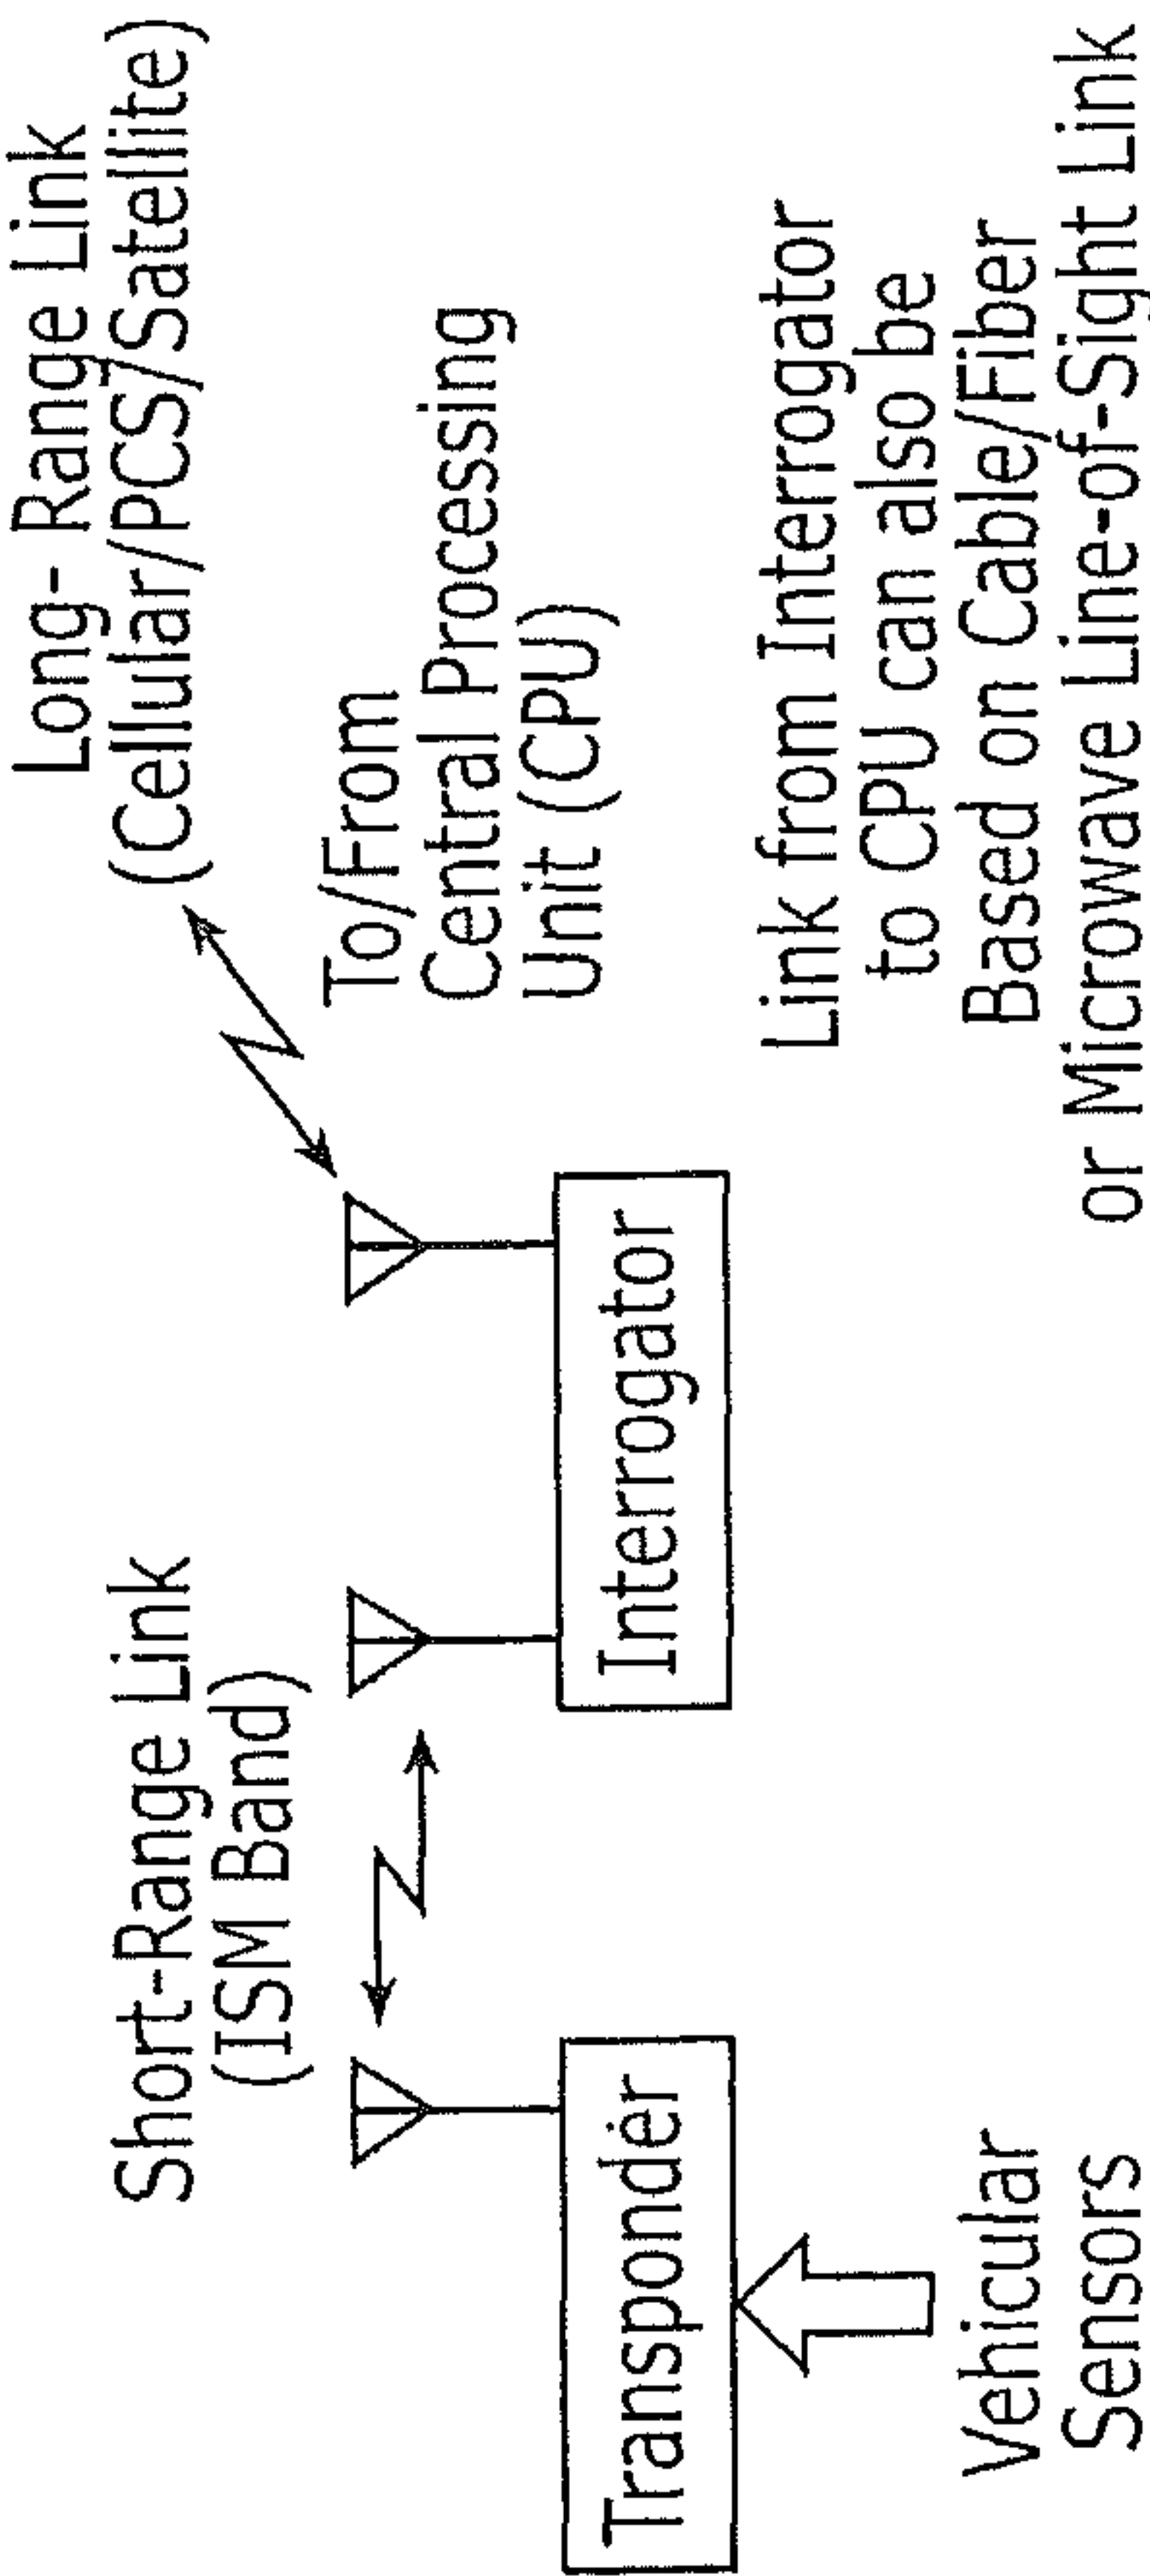 Short-Range Link
(ISM Band)
Long- Range Link
(Cellular/PCS/Satellite)
To/From
Central Processing
Unit (CPU)
Transponder
Interrogator
Vehicular
Sensors
Link from Interrogator
to CPU can also be
Based on Cable/Fiber
or Microwave Line-of-Sight Link